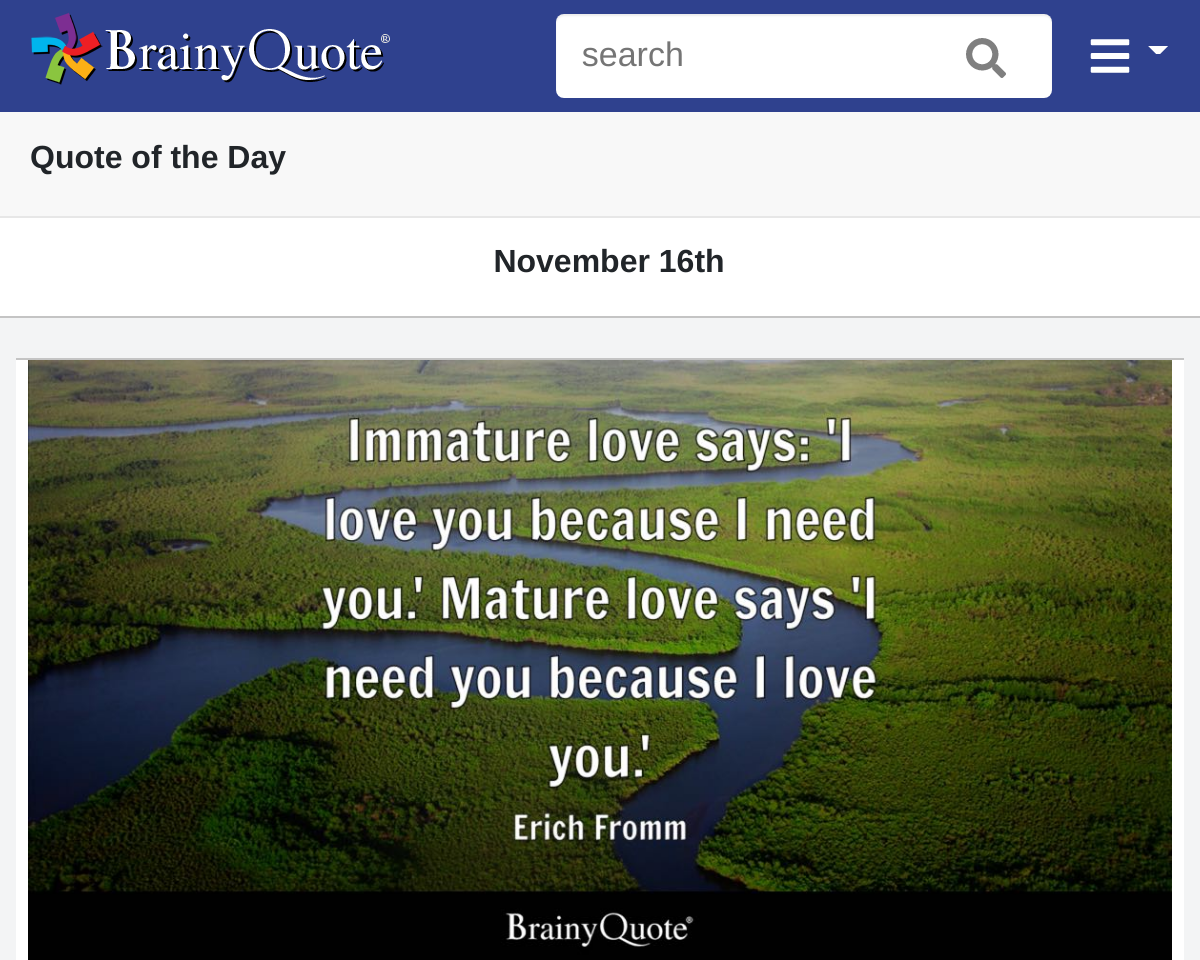 BrainyQuote®
search
Quote of the Day
November 16th
Immature love says: 'I
love you because I need
you.' Mature love says 'I
need you because I love
you.'
Erich Fromm
BrainyQuote®